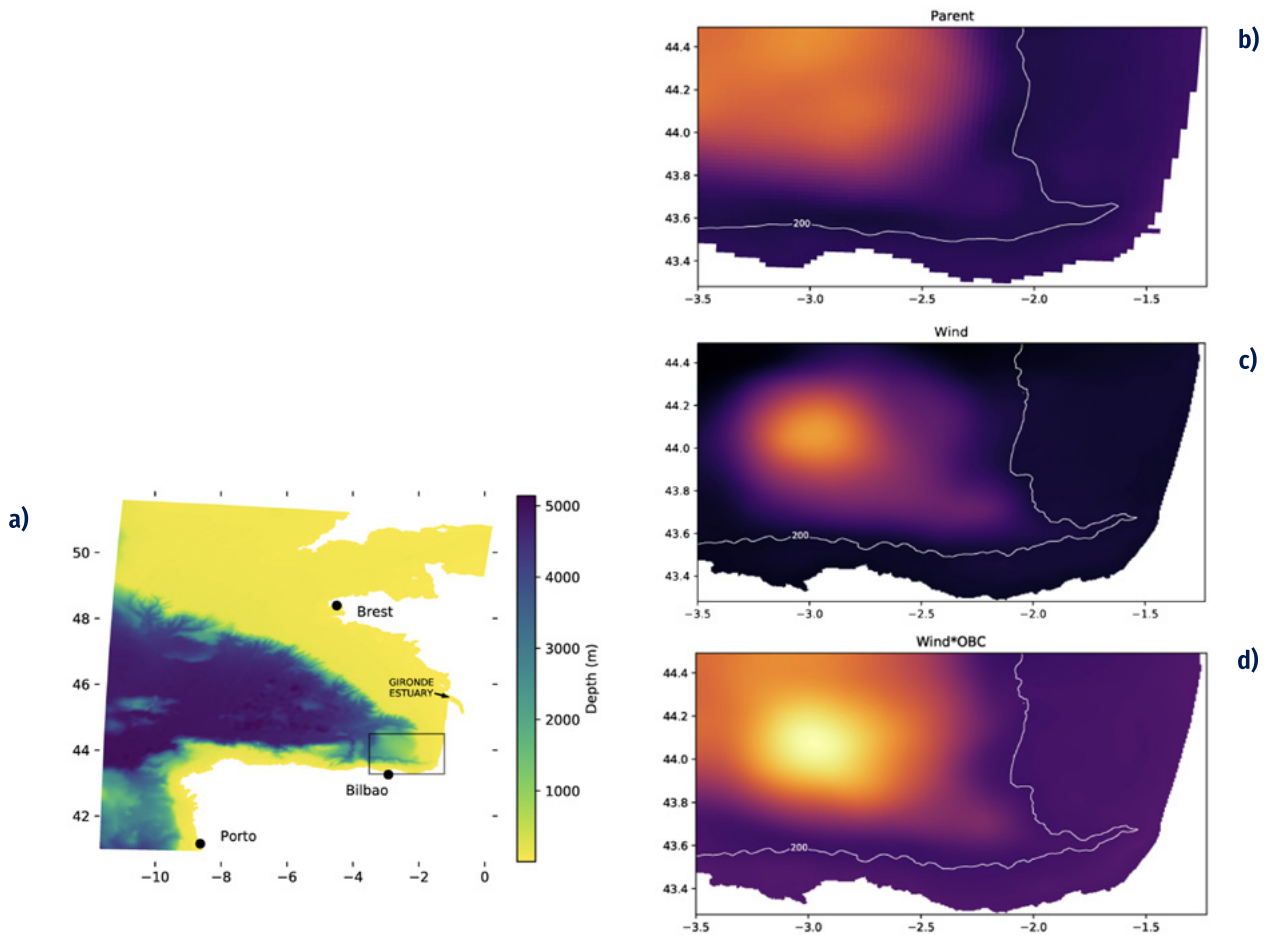 Parent
b)
44.4
44.2
44.0
43.8
43.6
43.4
200
−3.5 −3.0 −2.5 −2.0 −1.5
Wind
c)
44.4
44.2
44.0
43.8
43.6
43.4
200
−3.5 −3.0 −2.5 −2.0 −1.5
Wind*OBC
d)
44.4
44.2
44.0
43.8
43.6
43.4
200
−3.5 −3.0 −2.5 −2.0 −1.5
a)
50
48
46
44
42
Brest
GIRONDE
ESTUARY
Bilbao
Porto
−10 −8 −6 −4 −2 0
5000
4000
3000
2000
1000
Depth (m)